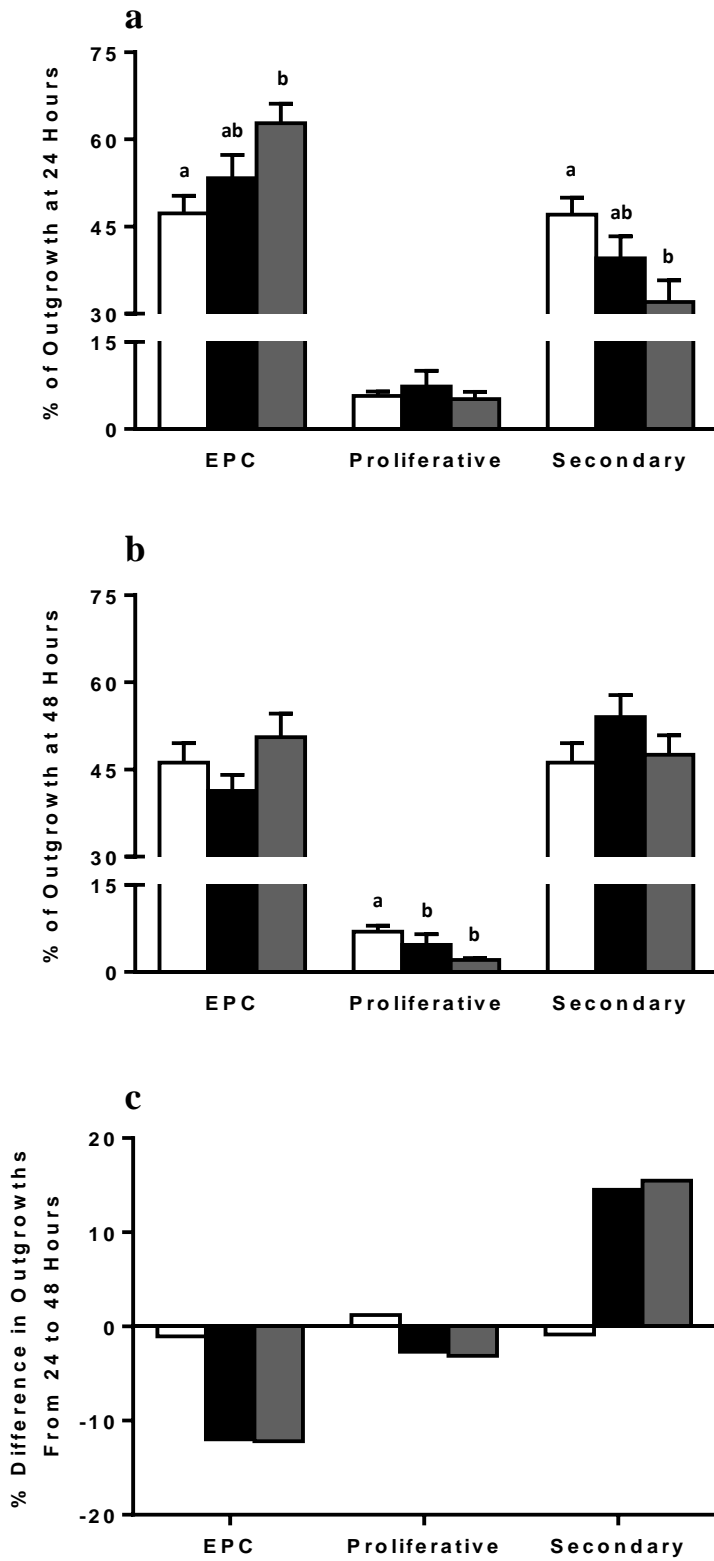 a
% of Outgrowth at 24 Hours
75
60
45
30
15
0
a
ab
b
a
ab
b
EPC
Proliferative
Secondary
b
% of Outgrowth at 48 Hours
75
60
45
30
15
0
a
b
b
EPC
Proliferative
Secondary
c
% Difference in Outgrowths
From 24 to 48 Hours
20
10
0
-10
-20
EPC
Proliferative
Secondary